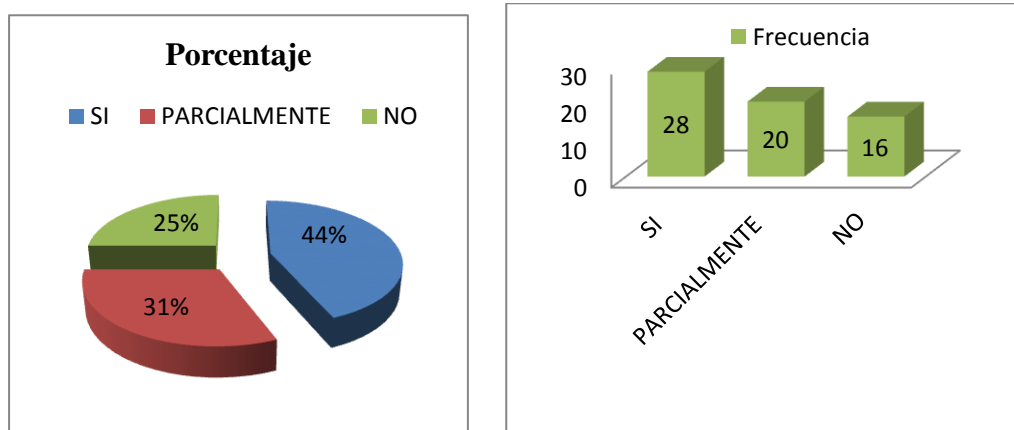 Porcentaje
SI PARCIALMENTE NO
25%
44%
31%
Frecuencia
30
20
10
0
28
20
16
SI
PARCIALMENTE
NO